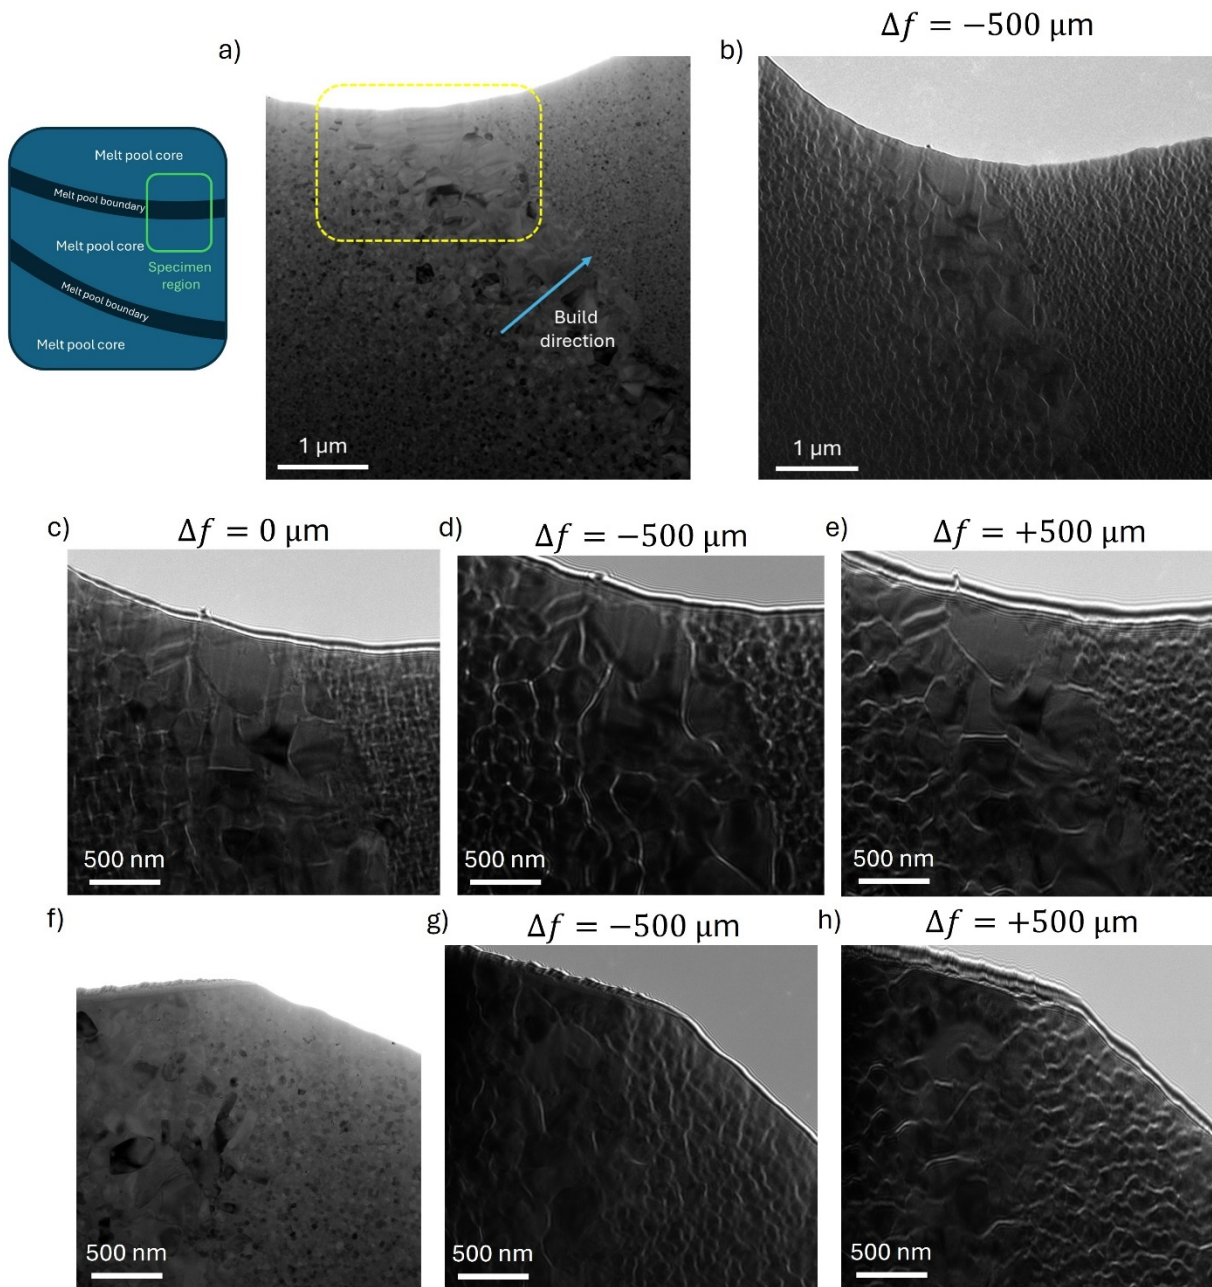 Δf = −500 μm
a)
b)
Melt pool core
Melt pool boundary
Melt pool core
Specimen
region
Melt pool boundary
Melt pool core
Build
direction
1 μm
1 μm
c)
Δf = 0 μm
d)
Δf = −500 μm
e)
Δf = +500 μm
500 nm
500 nm
500 nm
f)
g)
Δf = −500 μm
h)
Δf = +500 μm
500 nm
500 nm
500 nm